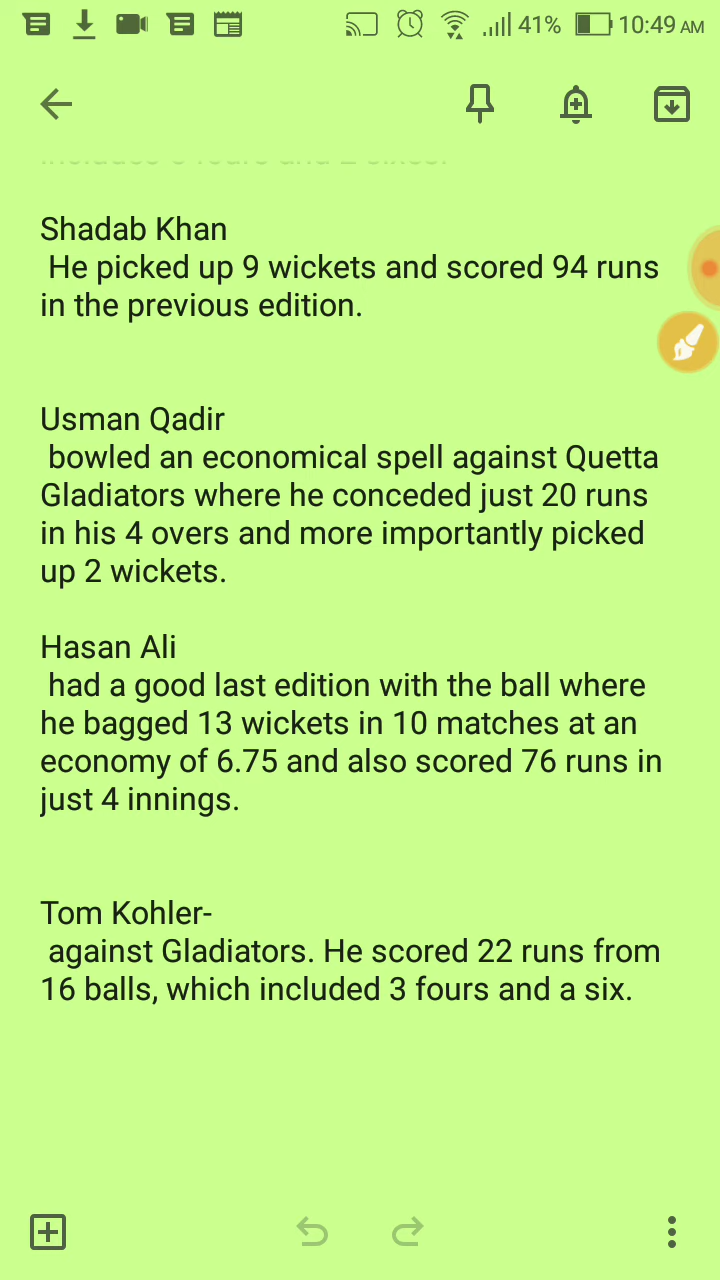 41% 10:49 AM
Shadab Khan
He picked up 9 wickets and scored 94 runs
in the previous edition.
Usman Qadir
bowled an economical spell against Quetta
Gladiators where he conceded just 20 runs
in his 4 overs and more importantly picked
up 2 wickets.
Hasan Ali
had a good last edition with the ball where
he bagged 13 wickets in 10 matches at an
economy of 6.75 and also scored 76 runs in
just 4 innings.
Tom Kohler-
against Gladiators. He scored 22 runs from
16 balls, which included 3 fours and a six.